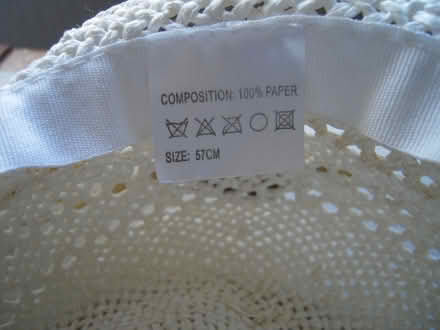 COMPOSITION: 100% PAPER
SIZE: 57CM